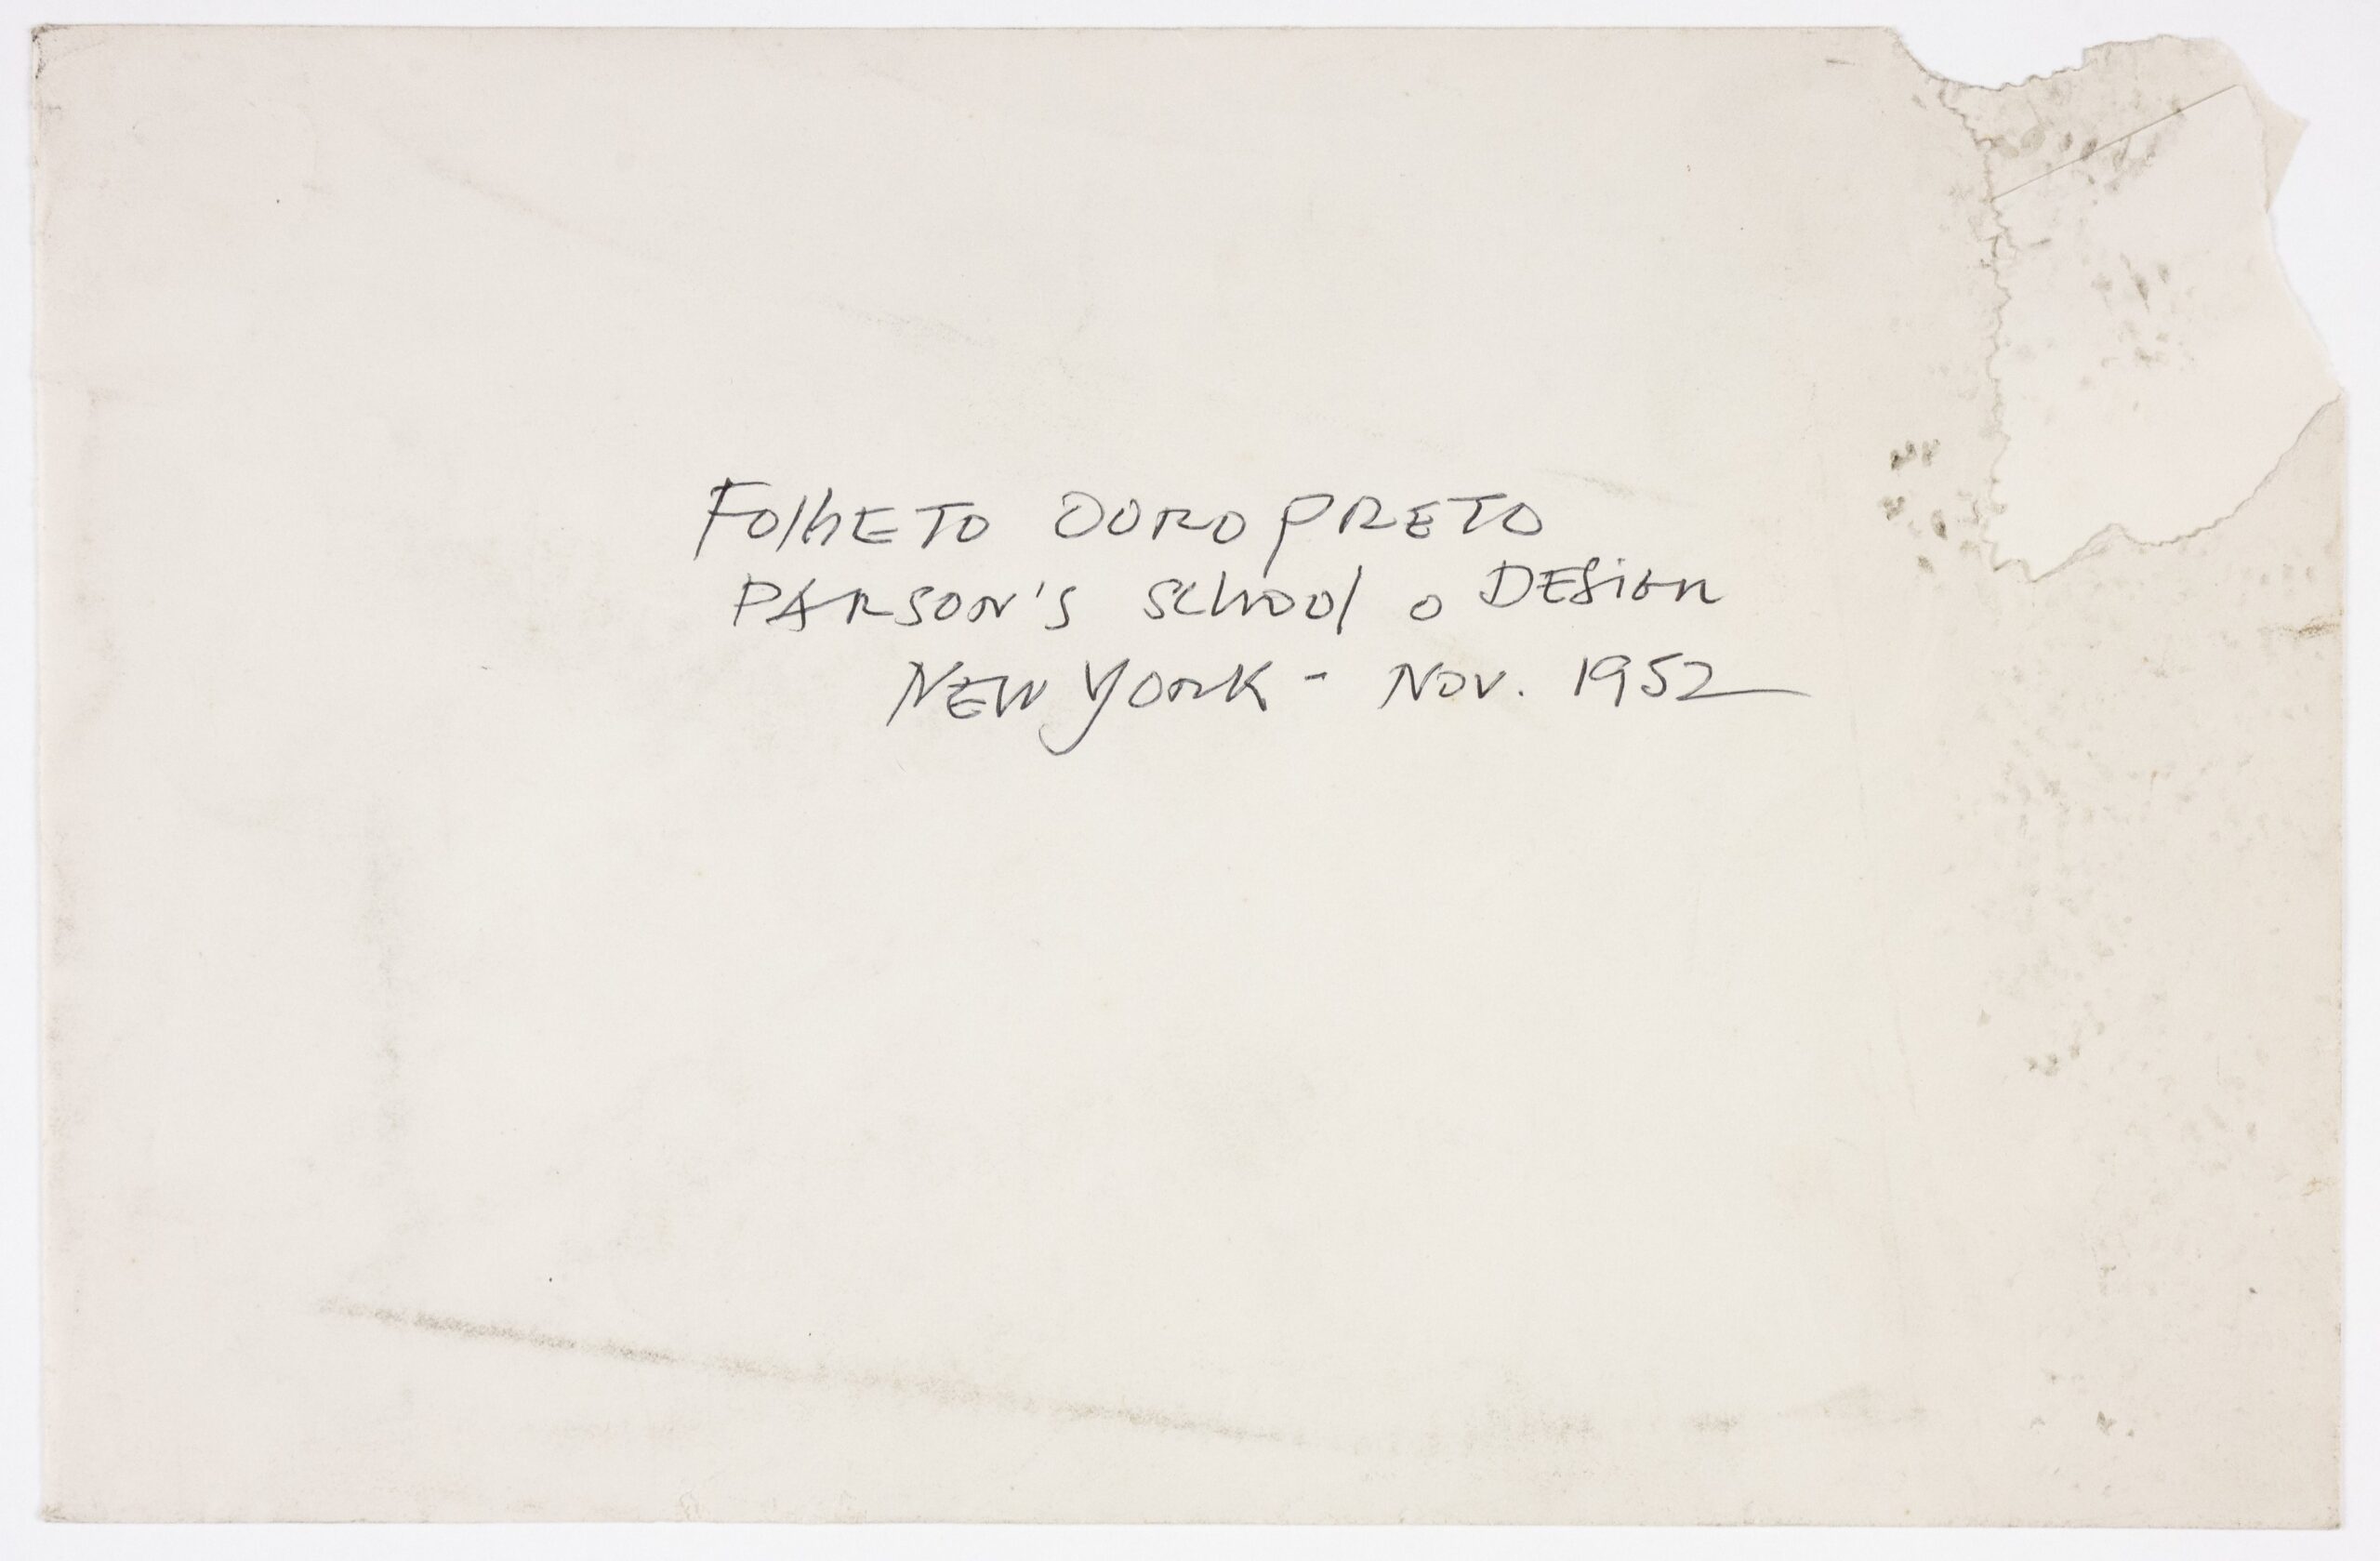 FOlhETO OURO PRETO
PARSON'S SChOOl o DESiGN
NEW YORK - NOV. 1952